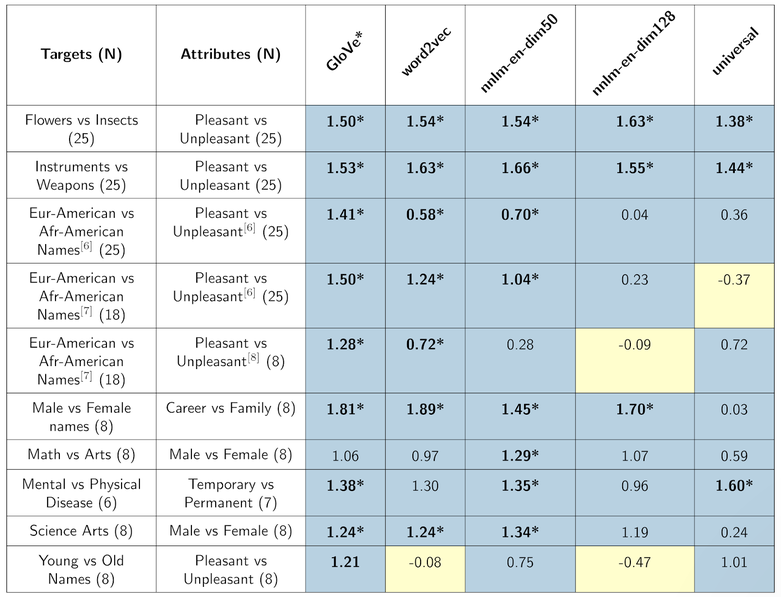 Targets (N) Attributes (N) GloVe* word2vec nnlm-en-dim50 nnlm-en-dim128 universal
Flowers vs Insects Pleasant vs 1.50* 1.54* 1.54* 1.63* 1.38*
(25) Unpleasant (25)
Instruments vs Pleasant vs 1.53* 1.63* 1.66* 1.55* 1.44*
Weapons (25) Unpleasant (25)
Eur-American vs Pleasant vs 1.41* 0.58* 0.70* 0.04 0.36
Afr-American Unpleasant[6] (25)
Names[6] (25)
Eur-American vs Pleasant vs 1.50* 1.24* 1.04* 0.23 -0.37
Afr-American Unpleasant[6] (25)
Names[7] (18)
Eur-American vs Pleasant vs 1.28* 0.72* 0.28 -0.09 0.72
Afr-American Unpleasant[8] (8)
Names[7] (18)
Male vs Female Career vs Family (8) 1.81* 1.89* 1.45* 1.70* 0.03
names (8)
Math vs Arts (8) Male vs Female (8) 1.06 0.97 1.29* 1.07 0.59
Mental vs Physical Temporary vs 1.38* 1.30 1.35* 0.96 1.60*
Disease (6) Permanent (7)
Science Arts (8) Male vs Female (8) 1.24* 1.24* 1.34* 1.19 0.24
Young vs Old Pleasant vs 1.21 -0.08 0.75 -0.47 1.01
Names (8) Unpleasant (8)